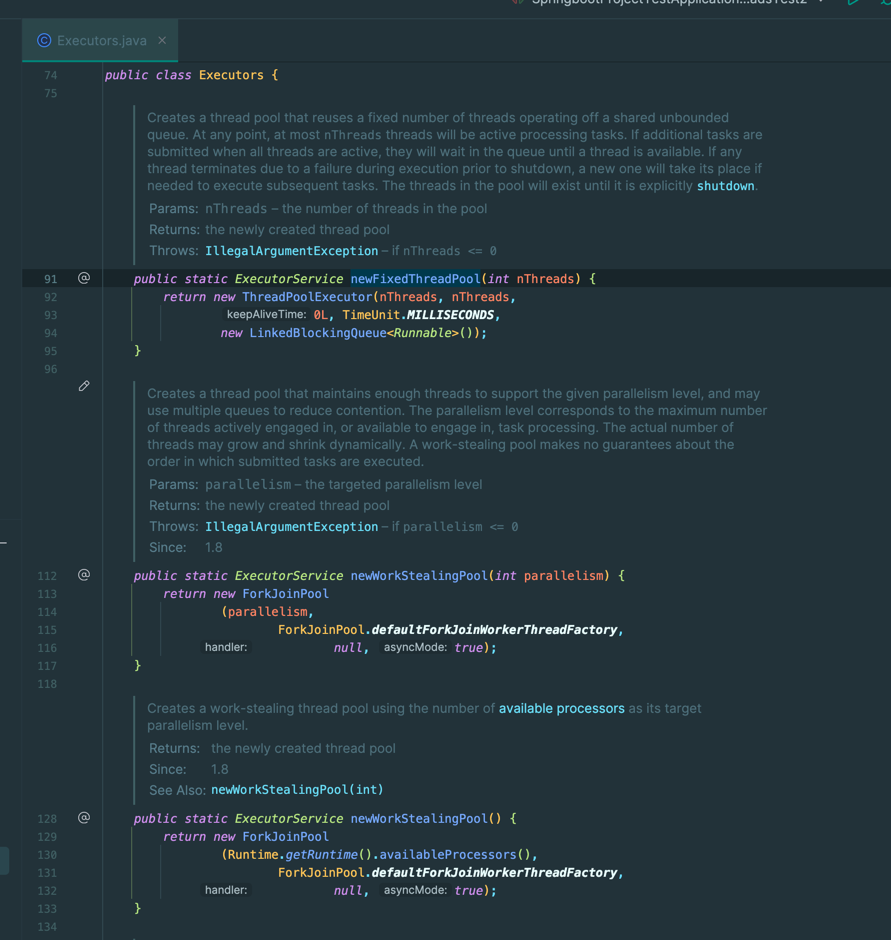 Executors.java ×
74 public class Executors {
75
Creates a thread pool that reuses a fixed number of threads operating off a shared unbounded
queue. At any point, at most nThreads threads will be active processing tasks. If additional tasks are
submitted when all threads are active, they will wait in the queue until a thread is available. If any
thread terminates due to a failure during execution prior to shutdown, a new one will take its place if
needed to execute subsequent tasks. The threads in the pool will exist until it is explicitly shutdown.
Params: nThreads – the number of threads in the pool
Returns: the newly created thread pool
Throws: IllegalArgumentException – if nThreads <= 0
91 @ public static ExecutorService newFixedThreadPool(int nThreads) {
92 return new ThreadPoolExecutor(nThreads, nThreads,
93 keepAliveTime: 0L, TimeUnit.MILLISECONDS,
94 new LinkedBlockingQueue<Runnable>());
95 }
96
Creates a thread pool that maintains enough threads to support the given parallelism level, and may
use multiple queues to reduce contention. The parallelism level corresponds to the maximum number
of threads actively engaged in, or available to engage in, task processing. The actual number of
threads may grow and shrink dynamically. A work-stealing pool makes no guarantees about the
order in which submitted tasks are executed.
Params: parallelism – the targeted parallelism level
Returns: the newly created thread pool
Throws: IllegalArgumentException – if parallelism <= 0
Since: 1.8
112 @ public static ExecutorService newWorkStealingPool(int parallelism) {
113 return new ForkJoinPool
114 (parallelism,
115 ForkJoinPool.defaultForkJoinWorkerThreadFactory,
116 handler: null, asyncMode: true);
117 }
118
Creates a work-stealing thread pool using the number of available processors as its target
parallelism level.
Returns: the newly created thread pool
Since: 1.8
See Also: newWorkStealingPool(int)
128 @ public static ExecutorService newWorkStealingPool() {
129 return new ForkJoinPool
130 (Runtime.getRuntime().availableProcessors(),
131 ForkJoinPool.defaultForkJoinWorkerThreadFactory,
132 handler: null, asyncMode: true);
133 }
134